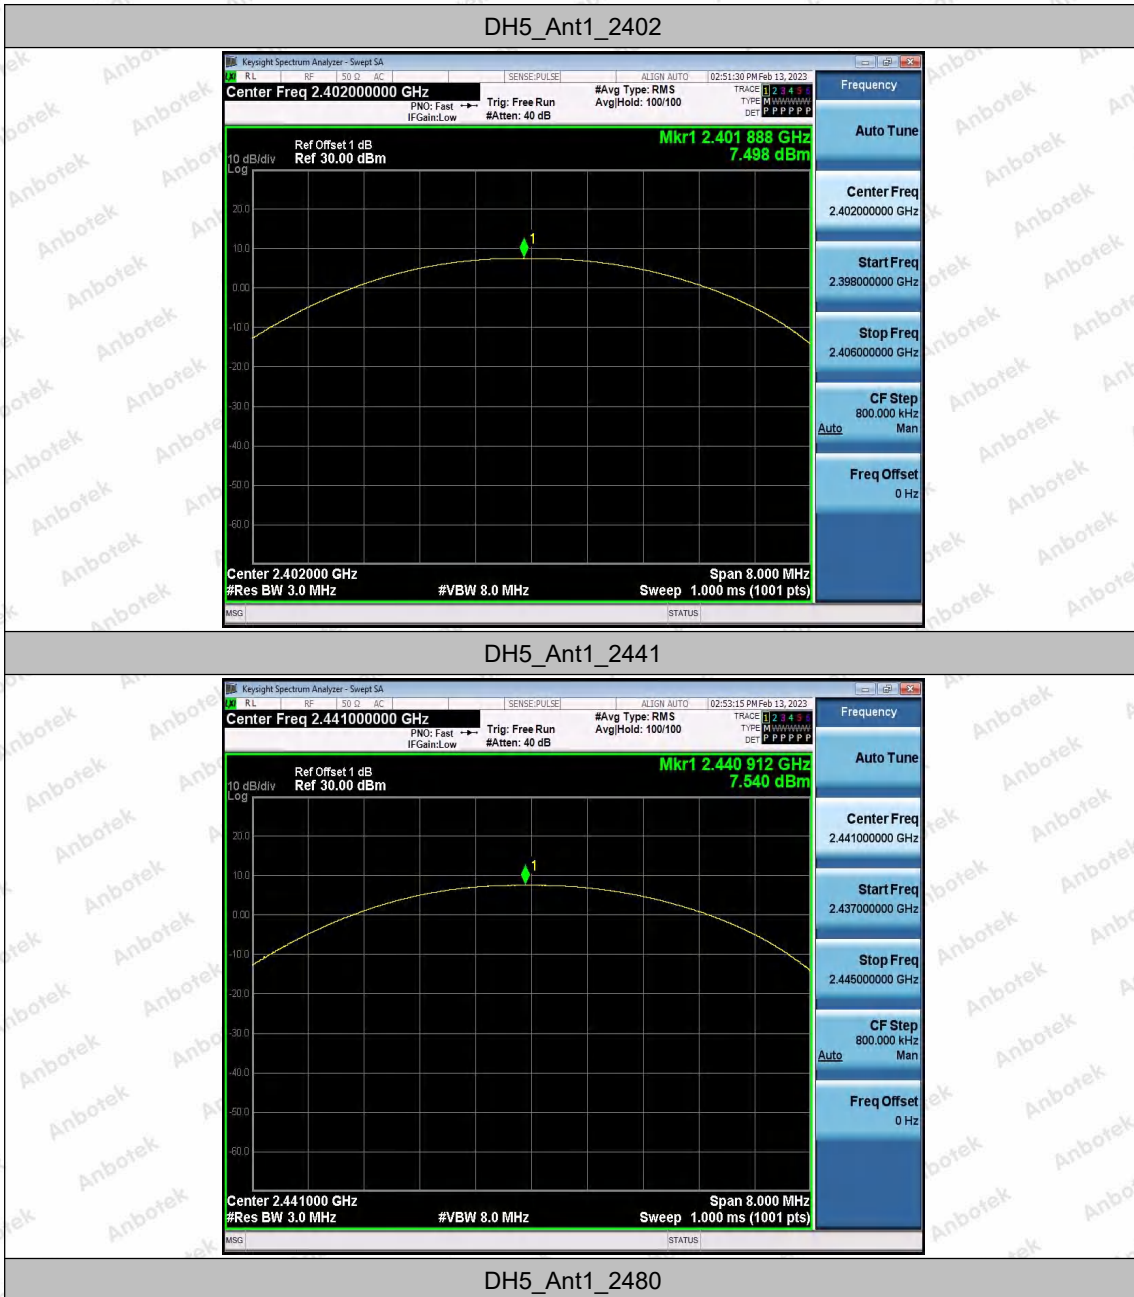 DH5_Ant1_2402
Keysight Spectrum Analyzer - Swept SA
LXI RL RF 50 Ω AC SENSE:PULSE ALIGN AUTO 02:51:30 PM Feb 13, 2023
Center Freq 2.402000000 GHz
PNO: Fast
IFGain:Low
Trig: Free Run
#Atten: 40 dB
#Avg Type: RMS
Avg|Hold: 100/100
TRACE 1 2 3 4 5 6
TYPE M WWWWW
DET P P P P P P
Mkr1 2.401 888 GHz
7.498 dBm
Ref Offset 1 dB
10 dB/div Ref 30.00 dBm
Log
20.0
1
10.0
0.00
-10.0
-20.0
-30.0
-40.0
-50.0
-60.0
Center 2.402000 GHz Span 8.000 MHz
#Res BW 3.0 MHz #VBW 8.0 MHz Sweep 1.000 ms (1001 pts)
MSG STATUS
Frequency
Auto Tune
Center Freq
2.402000000 GHz
Start Freq
2.398000000 GHz
Stop Freq
2.406000000 GHz
CF Step
800.000 kHz
Auto Man
Freq Offset
0 Hz
DH5_Ant1_2441
Keysight Spectrum Analyzer - Swept SA
LXI RL RF 50 Ω AC SENSE:PULSE ALIGN AUTO 02:53:15 PM Feb 13, 2023
Center Freq 2.441000000 GHz
PNO: Fast
IFGain:Low
Trig: Free Run
#Atten: 40 dB
#Avg Type: RMS
Avg|Hold: 100/100
TRACE 1 2 3 4 5 6
TYPE M WWWWW
DET P P P P P P
Mkr1 2.440 912 GHz
7.540 dBm
Ref Offset 1 dB
10 dB/div Ref 30.00 dBm
Log
20.0
1
10.0
0.00
-10.0
-20.0
-30.0
-40.0
-50.0
-60.0
Center 2.441000 GHz Span 8.000 MHz
#Res BW 3.0 MHz #VBW 8.0 MHz Sweep 1.000 ms (1001 pts)
MSG STATUS
Frequency
Auto Tune
Center Freq
2.441000000 GHz
Start Freq
2.437000000 GHz
Stop Freq
2.445000000 GHz
CF Step
800.000 kHz
Auto Man
Freq Offset
0 Hz
DH5_Ant1_2480